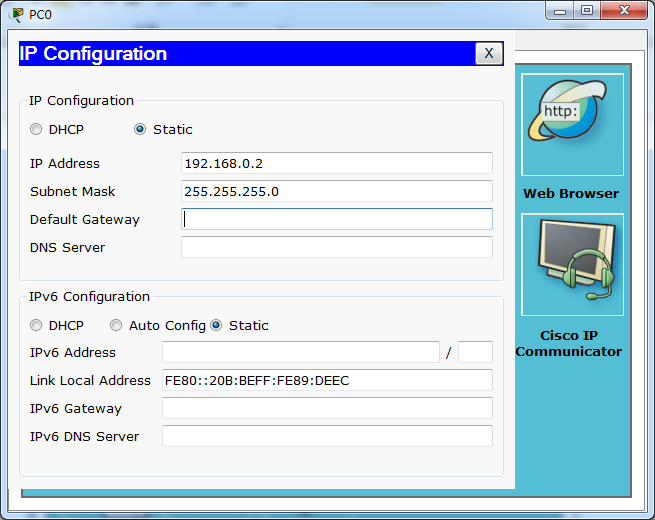 PC0
IP Configuration
X
IP Configuration
DHCP Static
IP Address 192.168.0.2
Subnet Mask 255.255.255.0
Default Gateway
DNS Server
IPv6 Configuration
DHCP Auto Config Static
IPv6 Address /
Link Local Address FE80::20B:BEFF:FE89:DEEC
IPv6 Gateway
IPv6 DNS Server
http:
Web Browser
Cisco IP
Communicator